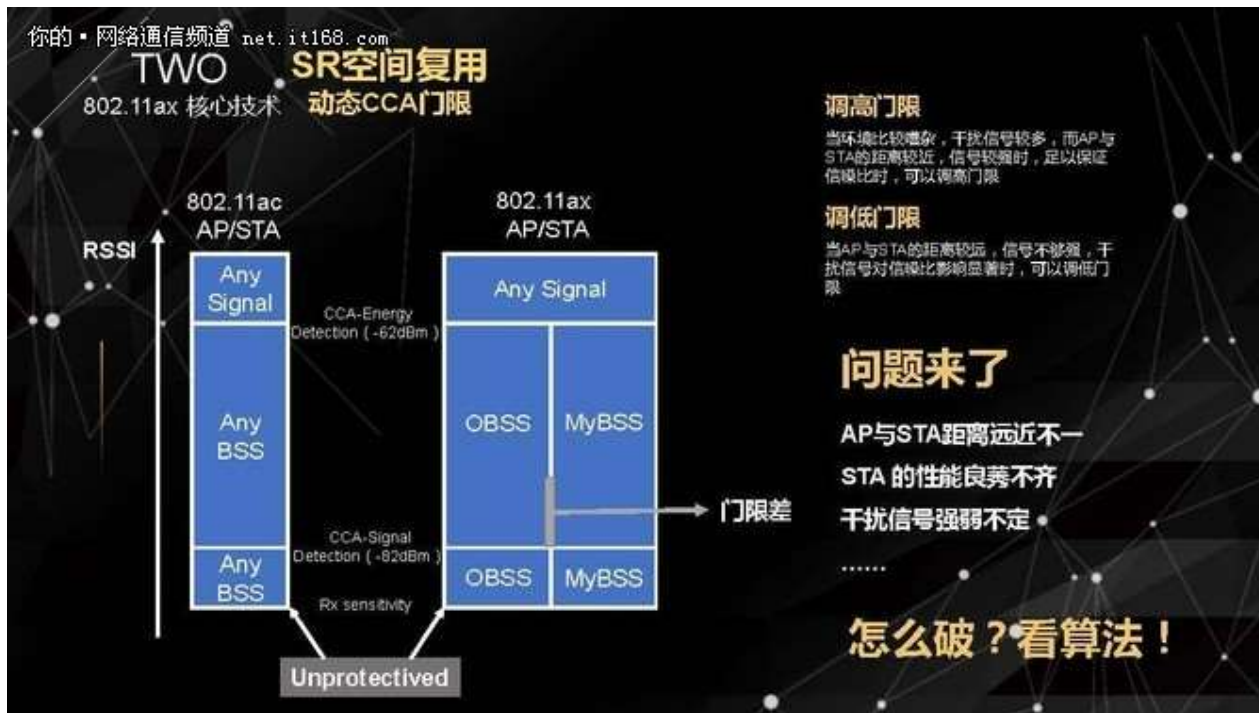 你的·网络通信频道 net.it168.com
TWO
802.11ax 核心技术
SR空间复用
动态CCA门限
802.11ac
AP/STA
802.11ax
AP/STA
RSSI
Any
Signal
Any Signal
CCA-Energy
Detection ( -62dBm )
Any
BSS
OBSS
MyBSS
门限差
CCA-Signal
Detection ( -82dBm )
Any
BSS
OBSS
MyBSS
Rx sensitivity
Unprotectived
调高门限
当环境比较嘈杂，干扰信号较多，而AP与
STA的距离较近，信号较强时，足以保证
信噪比时，可以调高门限
调低门限
当AP与STA的距离较远，信号不够强，干
扰信号对信噪比影响显著时，可以调低门
限
问题来了
AP与STA距离远近不一
STA 的性能良莠不齐
干扰信号强弱不定
......
怎么破？看算法！